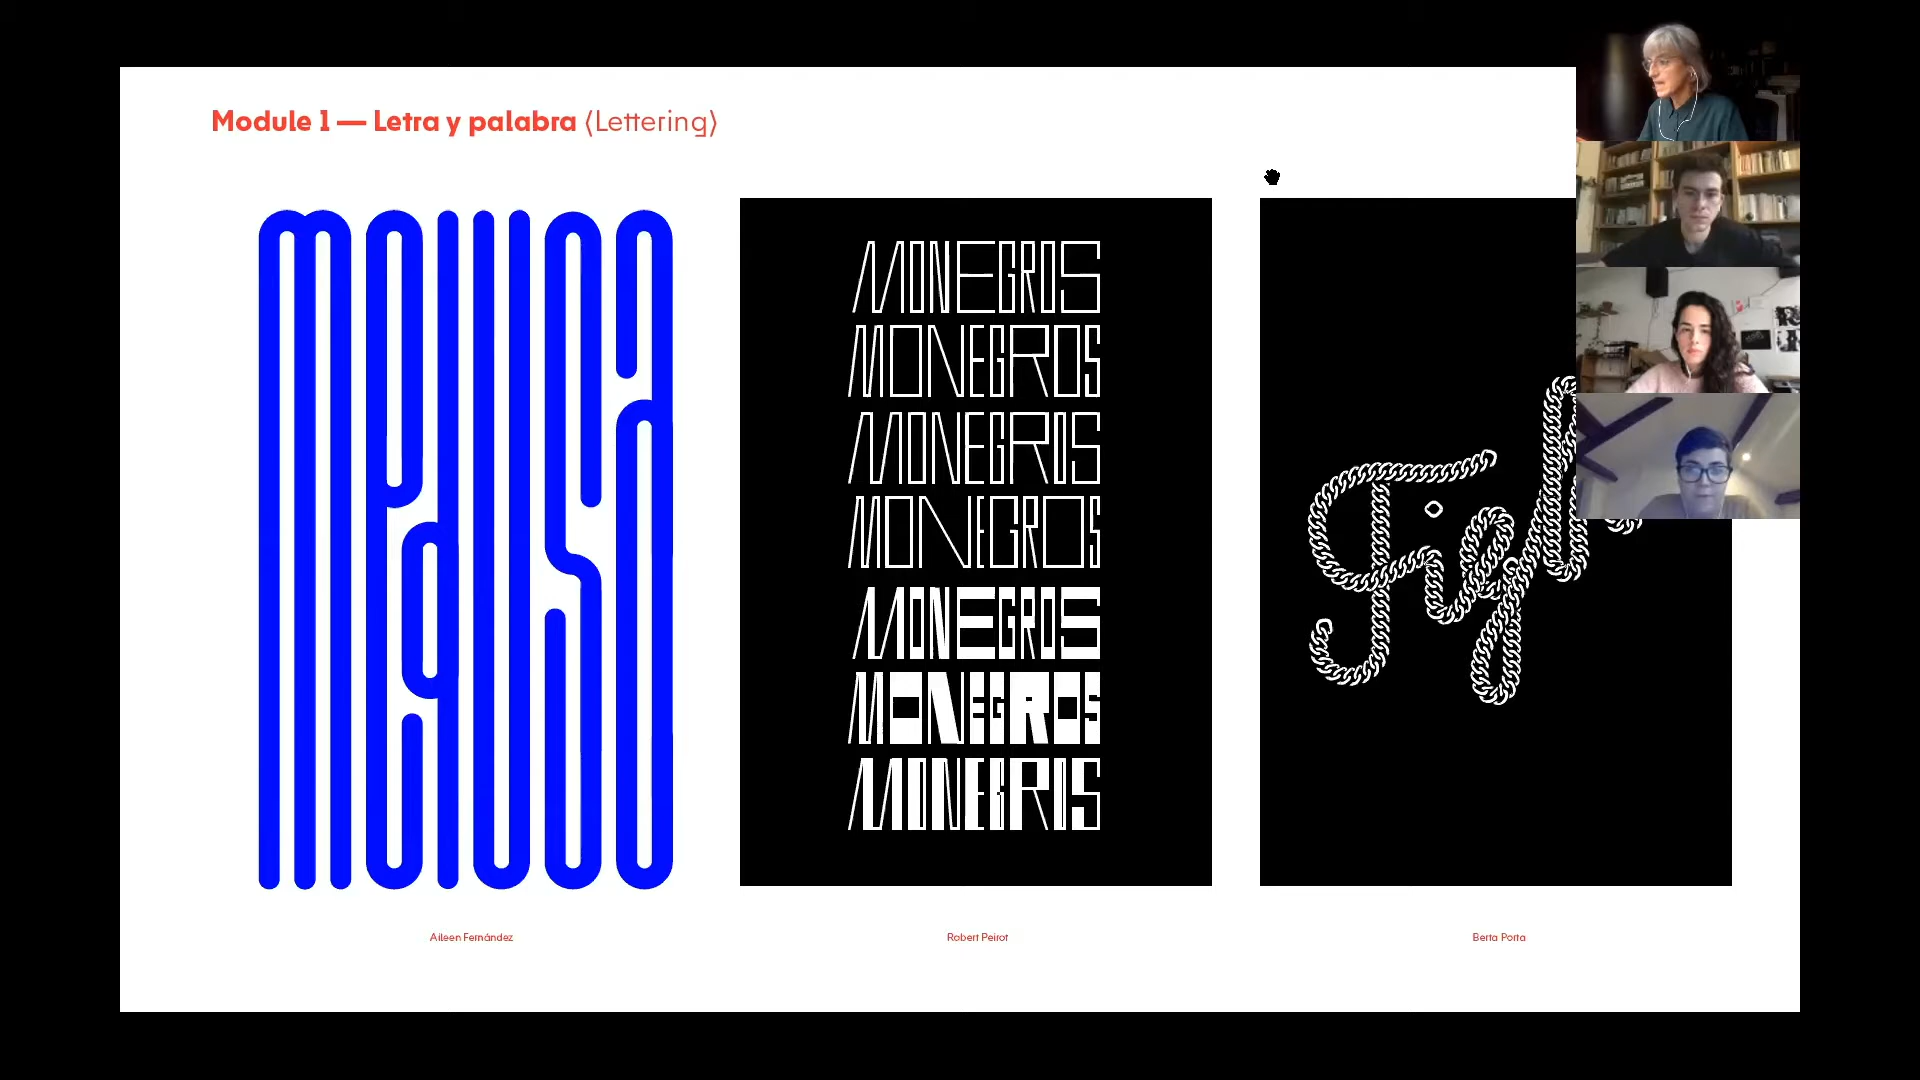 Module 1 — Letra y palabra (Lettering)
medusa
MONEGROS
MONEGROS
MONEGROS
MONEGROS
MONEGROS
MONEGROS
MONEGROS
Aileen Fernández
Robert Peirot
Berta Porta